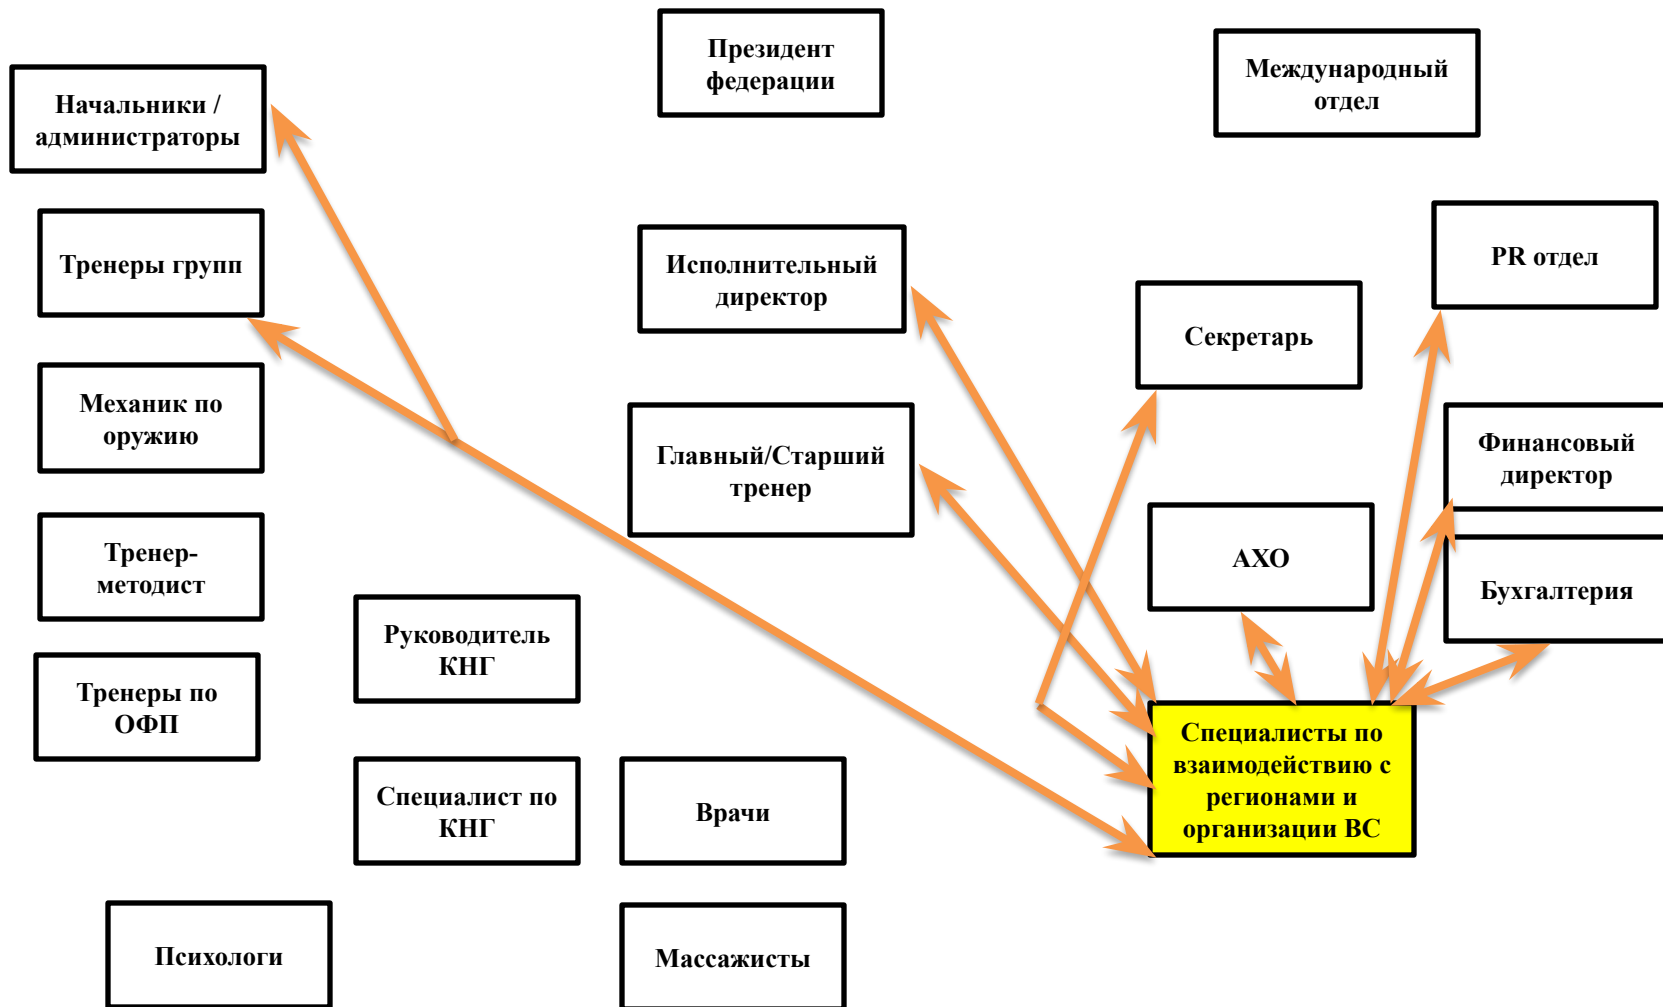 Президент
федерации
Международный
отдел
Начальники /
администраторы
Тренеры групп
Исполнительный
директор
PR отдел
Секретарь
Механик по
оружию
Главный/Старший
тренер
Финансовый
директор
Тренер-
методист
АХО
Бухгалтерия
Руководитель
КНГ
Тренеры по
ОФП
Специалисты по
взаимодействию с
регионами и
организации ВС
Специалист по
КНГ
Врачи
Психологи
Массажисты